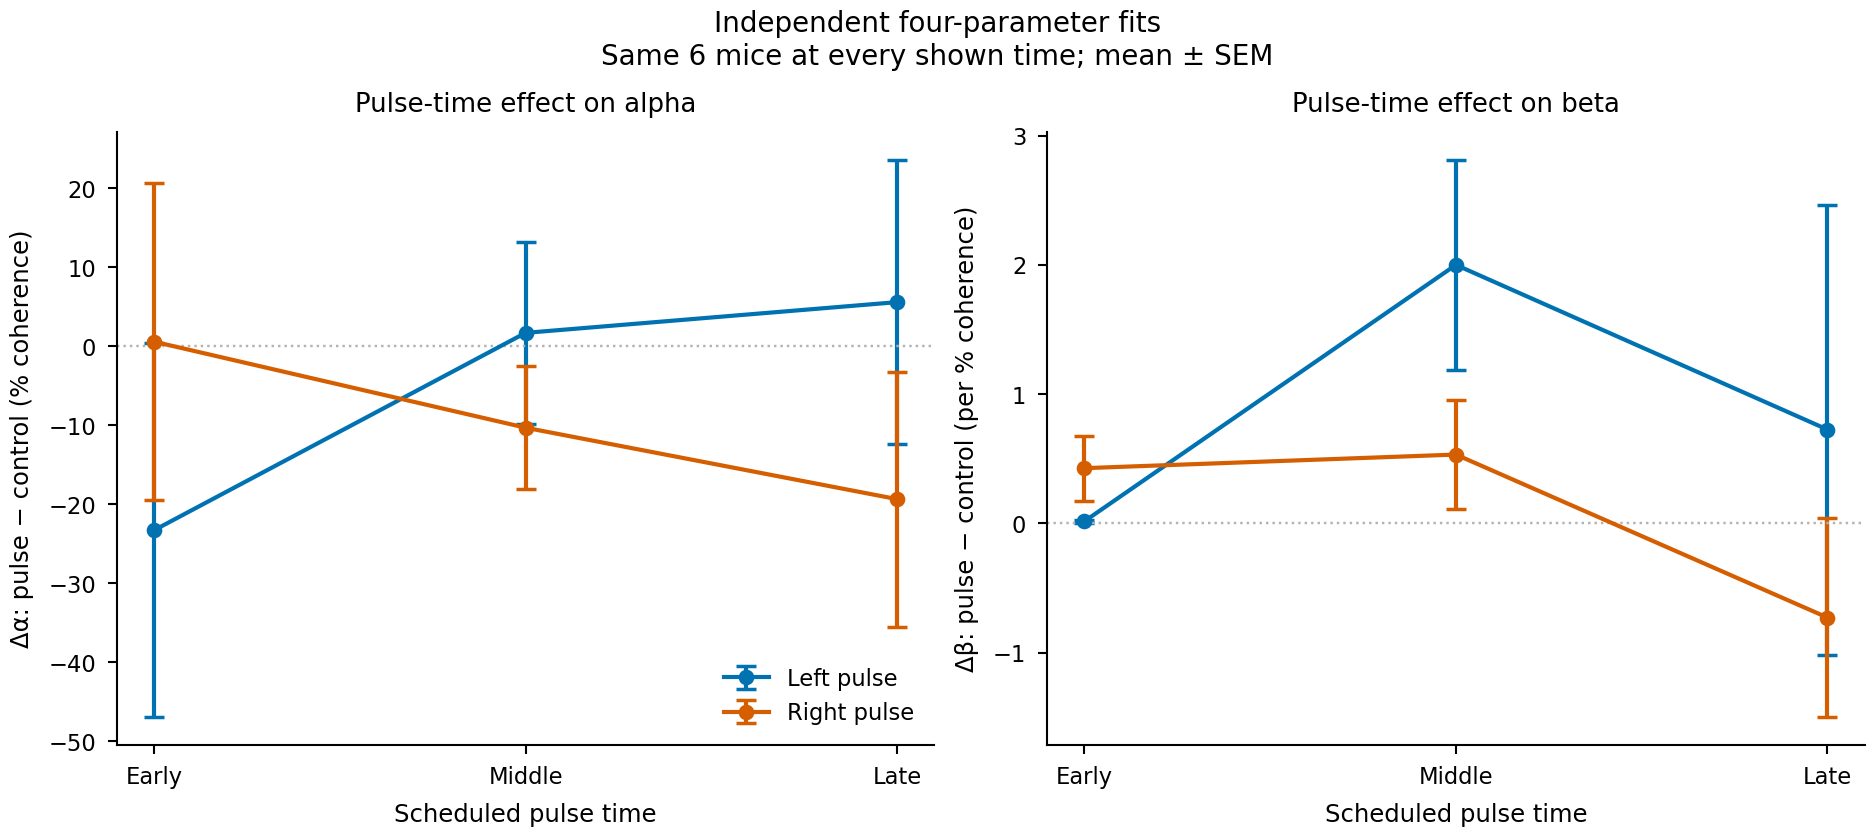 Independent four-parameter fits
Same 6 mice at every shown time; mean ± SEM
Pulse-time effect on alpha
Δα: pulse − control (% coherence)
20
10
0
−10
−20
−30
−40
−50
Early
Middle
Late
Scheduled pulse time
Left pulse
Right pulse
Pulse-time effect on beta
Δβ: pulse − control (per % coherence)
3
2
1
0
−1
Early
Middle
Late
Scheduled pulse time